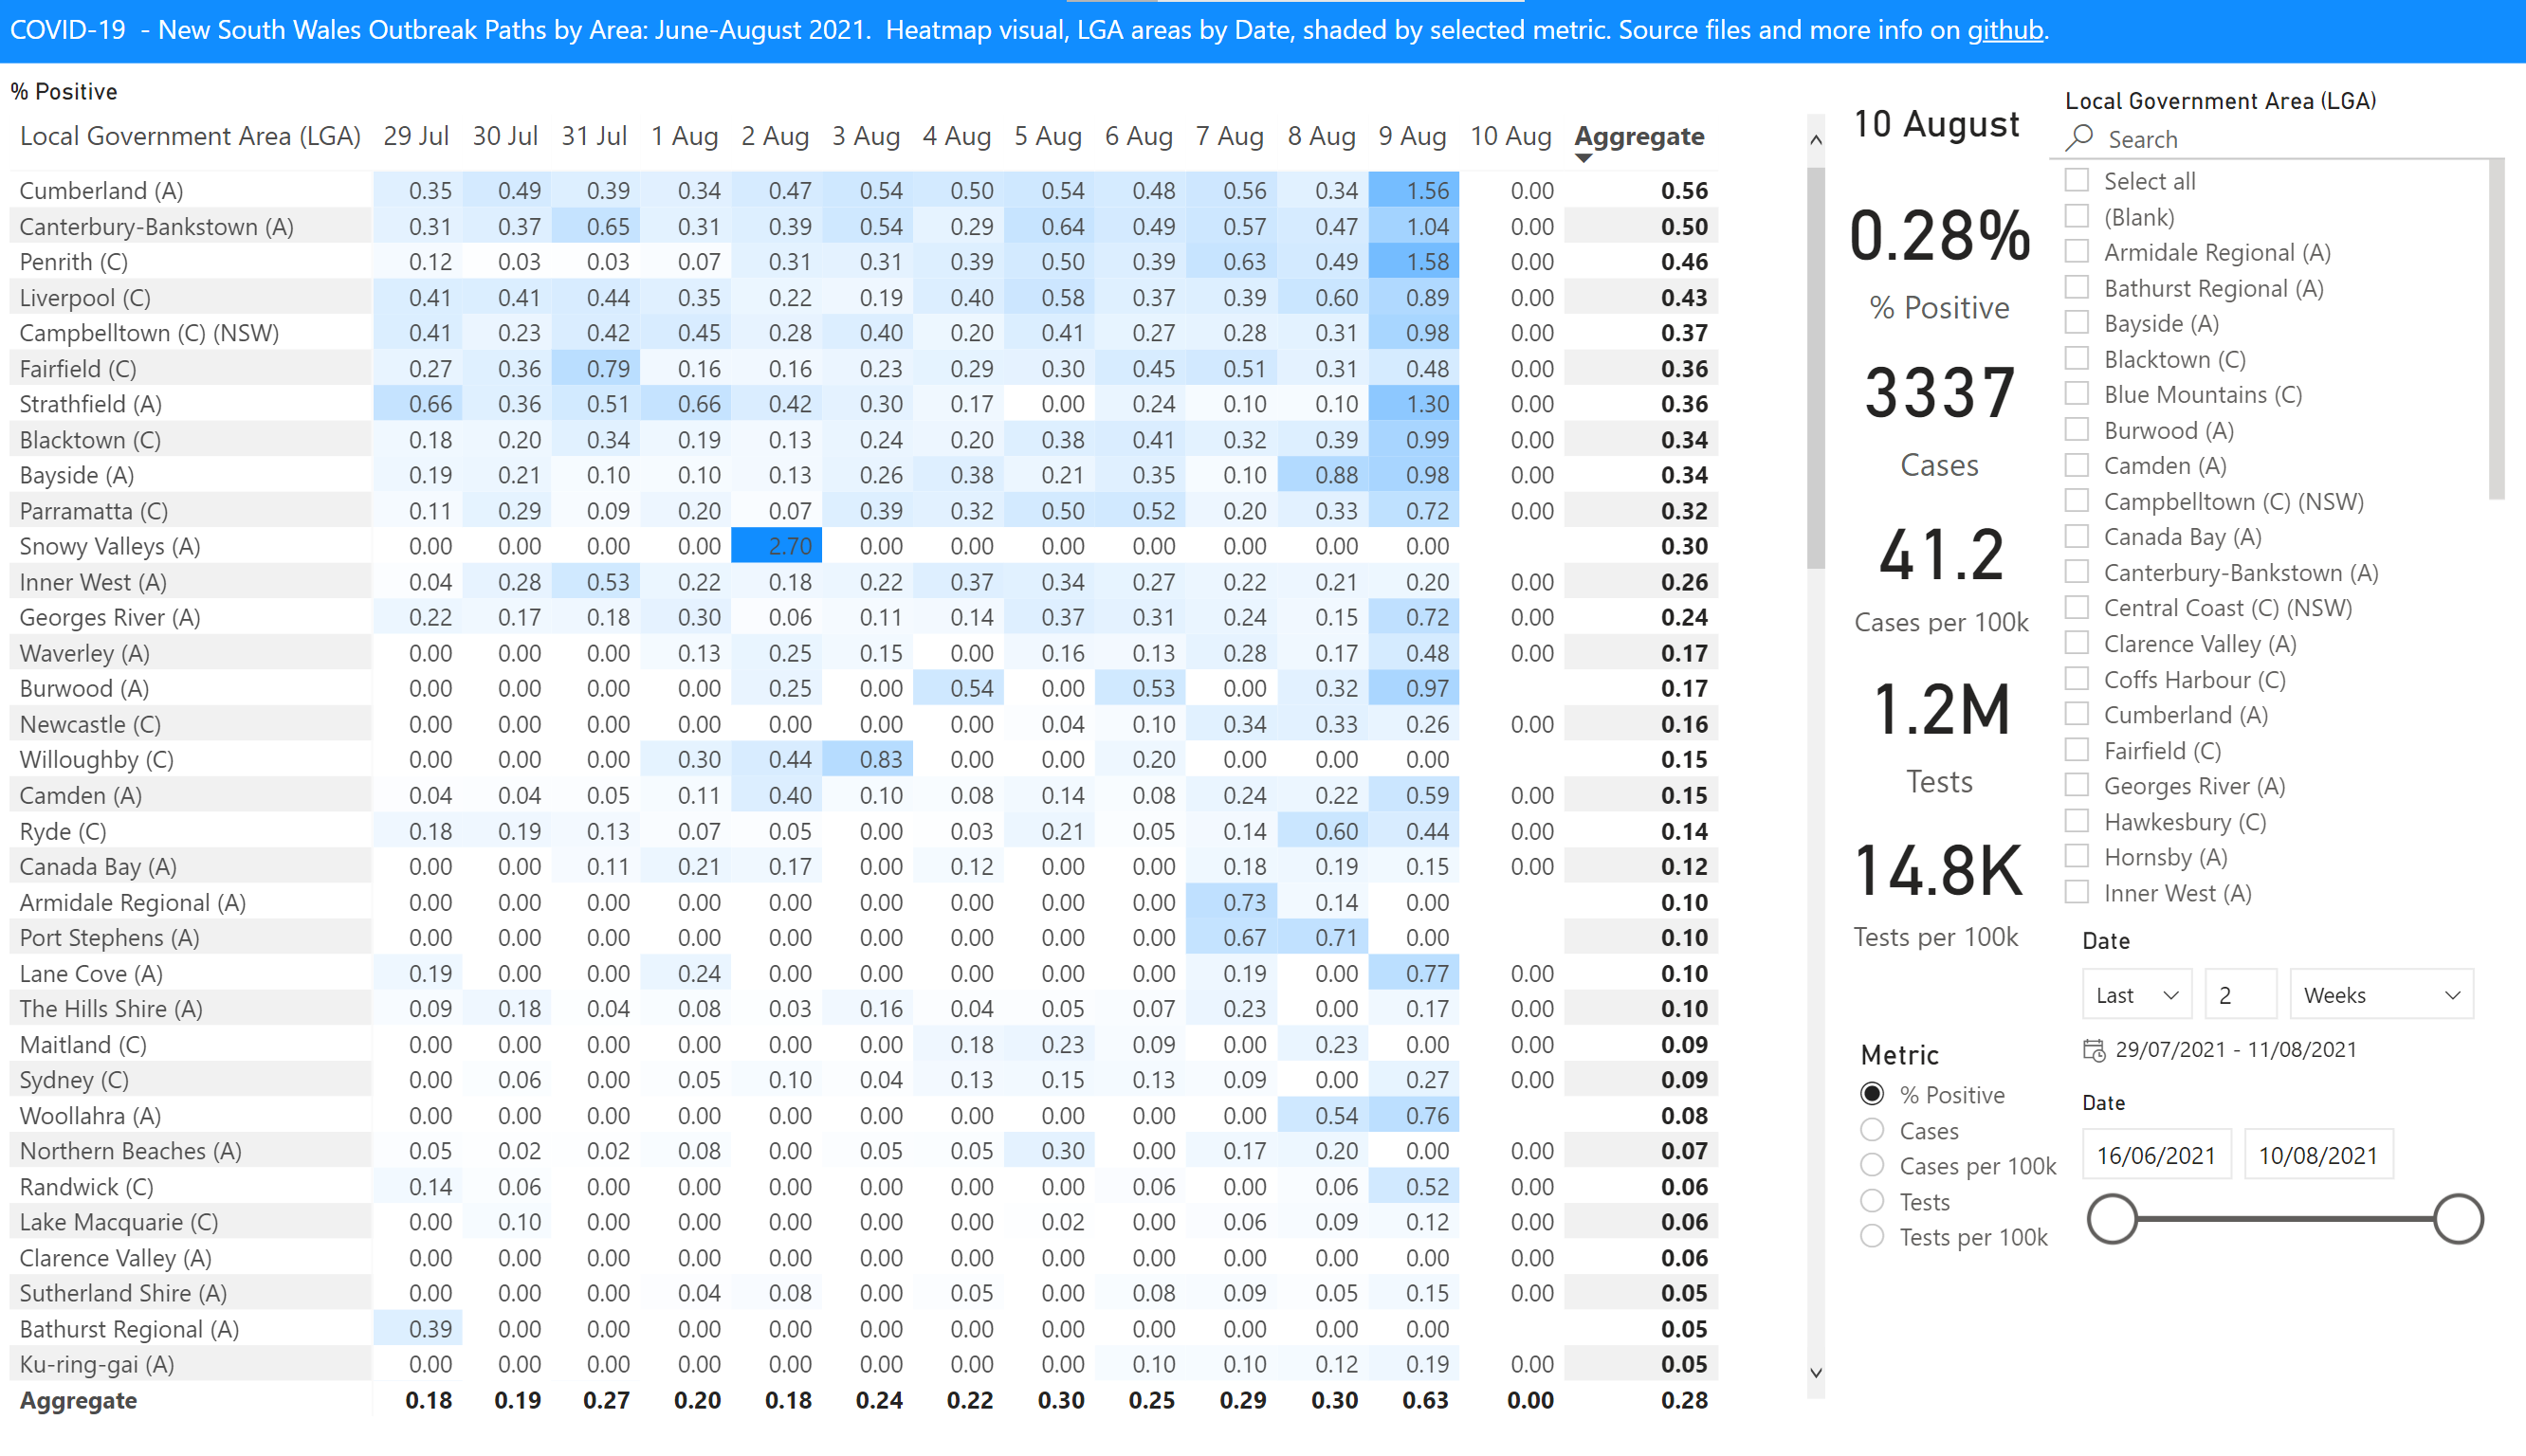 COVID-19 - New South Wales Outbreak Paths by Area: June-August 2021. Heatmap visual, LGA areas by Date, shaded by selected metric. Source files and more info on github.
% Positive
Local Government Area (LGA) 29 Jul 30 Jul 31 Jul 1 Aug 2 Aug 3 Aug 4 Aug 5 Aug 6 Aug 7 Aug 8 Aug 9 Aug 10 Aug Aggregate
Cumberland (A) 0.35 0.49 0.39 0.34 0.47 0.54 0.50 0.54 0.48 0.56 0.34 1.56 0.00 0.56
Canterbury-Bankstown (A) 0.31 0.37 0.65 0.31 0.39 0.54 0.29 0.64 0.49 0.57 0.47 1.04 0.00 0.50
Penrith (C) 0.12 0.03 0.03 0.07 0.31 0.31 0.39 0.50 0.39 0.63 0.49 1.58 0.00 0.46
Liverpool (C) 0.41 0.41 0.44 0.35 0.22 0.19 0.40 0.58 0.37 0.39 0.60 0.89 0.00 0.43
Campbelltown (C) (NSW) 0.41 0.23 0.42 0.45 0.28 0.40 0.20 0.41 0.27 0.28 0.31 0.98 0.00 0.37
Fairfield (C) 0.27 0.36 0.79 0.16 0.16 0.23 0.29 0.30 0.45 0.51 0.31 0.48 0.00 0.36
Strathfield (A) 0.66 0.36 0.51 0.66 0.42 0.30 0.17 0.00 0.24 0.10 0.10 1.30 0.00 0.36
Blacktown (C) 0.18 0.20 0.34 0.19 0.13 0.24 0.20 0.38 0.41 0.32 0.39 0.99 0.00 0.34
Bayside (A) 0.19 0.21 0.10 0.10 0.13 0.26 0.38 0.21 0.35 0.10 0.88 0.98 0.00 0.34
Parramatta (C) 0.11 0.29 0.09 0.20 0.07 0.39 0.32 0.50 0.52 0.20 0.33 0.72 0.00 0.32
Snowy Valleys (A) 0.00 0.00 0.00 0.00 2.70 0.00 0.00 0.00 0.00 0.00 0.00 0.00 0.30
Inner West (A) 0.04 0.28 0.53 0.22 0.18 0.22 0.37 0.34 0.27 0.22 0.21 0.20 0.00 0.26
Georges River (A) 0.22 0.17 0.18 0.30 0.06 0.11 0.14 0.37 0.31 0.24 0.15 0.72 0.00 0.24
Waverley (A) 0.00 0.00 0.00 0.13 0.25 0.15 0.00 0.16 0.13 0.28 0.17 0.48 0.00 0.17
Burwood (A) 0.00 0.00 0.00 0.00 0.25 0.00 0.54 0.00 0.53 0.00 0.32 0.97 0.17
Newcastle (C) 0.00 0.00 0.00 0.00 0.00 0.00 0.00 0.04 0.10 0.34 0.33 0.26 0.00 0.16
Willoughby (C) 0.00 0.00 0.00 0.30 0.44 0.83 0.00 0.00 0.20 0.00 0.00 0.00 0.15
Camden (A) 0.04 0.04 0.05 0.11 0.40 0.10 0.08 0.14 0.08 0.24 0.22 0.59 0.00 0.15
Ryde (C) 0.18 0.19 0.13 0.07 0.05 0.00 0.03 0.21 0.05 0.14 0.60 0.44 0.00 0.14
Canada Bay (A) 0.00 0.00 0.11 0.21 0.17 0.00 0.12 0.00 0.00 0.18 0.19 0.15 0.00 0.12
Armidale Regional (A) 0.00 0.00 0.00 0.00 0.00 0.00 0.00 0.00 0.00 0.73 0.14 0.00 0.10
Port Stephens (A) 0.00 0.00 0.00 0.00 0.00 0.00 0.00 0.00 0.00 0.67 0.71 0.00 0.10
Lane Cove (A) 0.19 0.00 0.00 0.24 0.00 0.00 0.00 0.00 0.00 0.19 0.00 0.77 0.00 0.10
The Hills Shire (A) 0.09 0.18 0.04 0.08 0.03 0.16 0.04 0.05 0.07 0.23 0.00 0.17 0.00 0.10
Maitland (C) 0.00 0.00 0.00 0.00 0.00 0.00 0.18 0.23 0.09 0.00 0.23 0.00 0.00 0.09
Sydney (C) 0.00 0.06 0.00 0.05 0.10 0.04 0.13 0.15 0.13 0.09 0.00 0.27 0.00 0.09
Woollahra (A) 0.00 0.00 0.00 0.00 0.00 0.00 0.00 0.00 0.00 0.00 0.54 0.76 0.08
Northern Beaches (A) 0.05 0.02 0.02 0.08 0.00 0.05 0.05 0.30 0.00 0.17 0.20 0.00 0.00 0.07
Randwick (C) 0.14 0.06 0.00 0.00 0.00 0.00 0.00 0.00 0.06 0.00 0.06 0.52 0.00 0.06
Lake Macquarie (C) 0.00 0.10 0.00 0.00 0.00 0.00 0.00 0.02 0.00 0.06 0.09 0.12 0.00 0.06
Clarence Valley (A) 0.00 0.00 0.00 0.00 0.00 0.00 0.00 0.00 0.00 0.00 0.00 0.00 0.00 0.06
Sutherland Shire (A) 0.00 0.00 0.00 0.04 0.08 0.00 0.05 0.00 0.08 0.09 0.05 0.15 0.00 0.05
Bathurst Regional (A) 0.39 0.00 0.00 0.00 0.00 0.00 0.00 0.00 0.00 0.00 0.00 0.00 0.05
Ku-ring-gai (A) 0.00 0.00 0.00 0.00 0.00 0.00 0.00 0.00 0.10 0.10 0.12 0.19 0.00 0.05
Aggregate 0.18 0.19 0.27 0.20 0.18 0.24 0.22 0.30 0.25 0.29 0.30 0.63 0.00 0.28
10 August
0.28%
% Positive
3337
Cases
41.2
Cases per 100k
1.2M
Tests
14.8K
Tests per 100k
Metric
% Positive
Cases
Cases per 100k
Tests
Tests per 100k
Local Government Area (LGA)
Search
Select all
(Blank)
Armidale Regional (A)
Bathurst Regional (A)
Bayside (A)
Blacktown (C)
Blue Mountains (C)
Burwood (A)
Camden (A)
Campbelltown (C) (NSW)
Canada Bay (A)
Canterbury-Bankstown (A)
Central Coast (C) (NSW)
Clarence Valley (A)
Coffs Harbour (C)
Cumberland (A)
Fairfield (C)
Georges River (A)
Hawkesbury (C)
Hornsby (A)
Inner West (A)
Date
Last 2 Weeks
29/07/2021 - 11/08/2021
Date
16/06/2021 10/08/2021